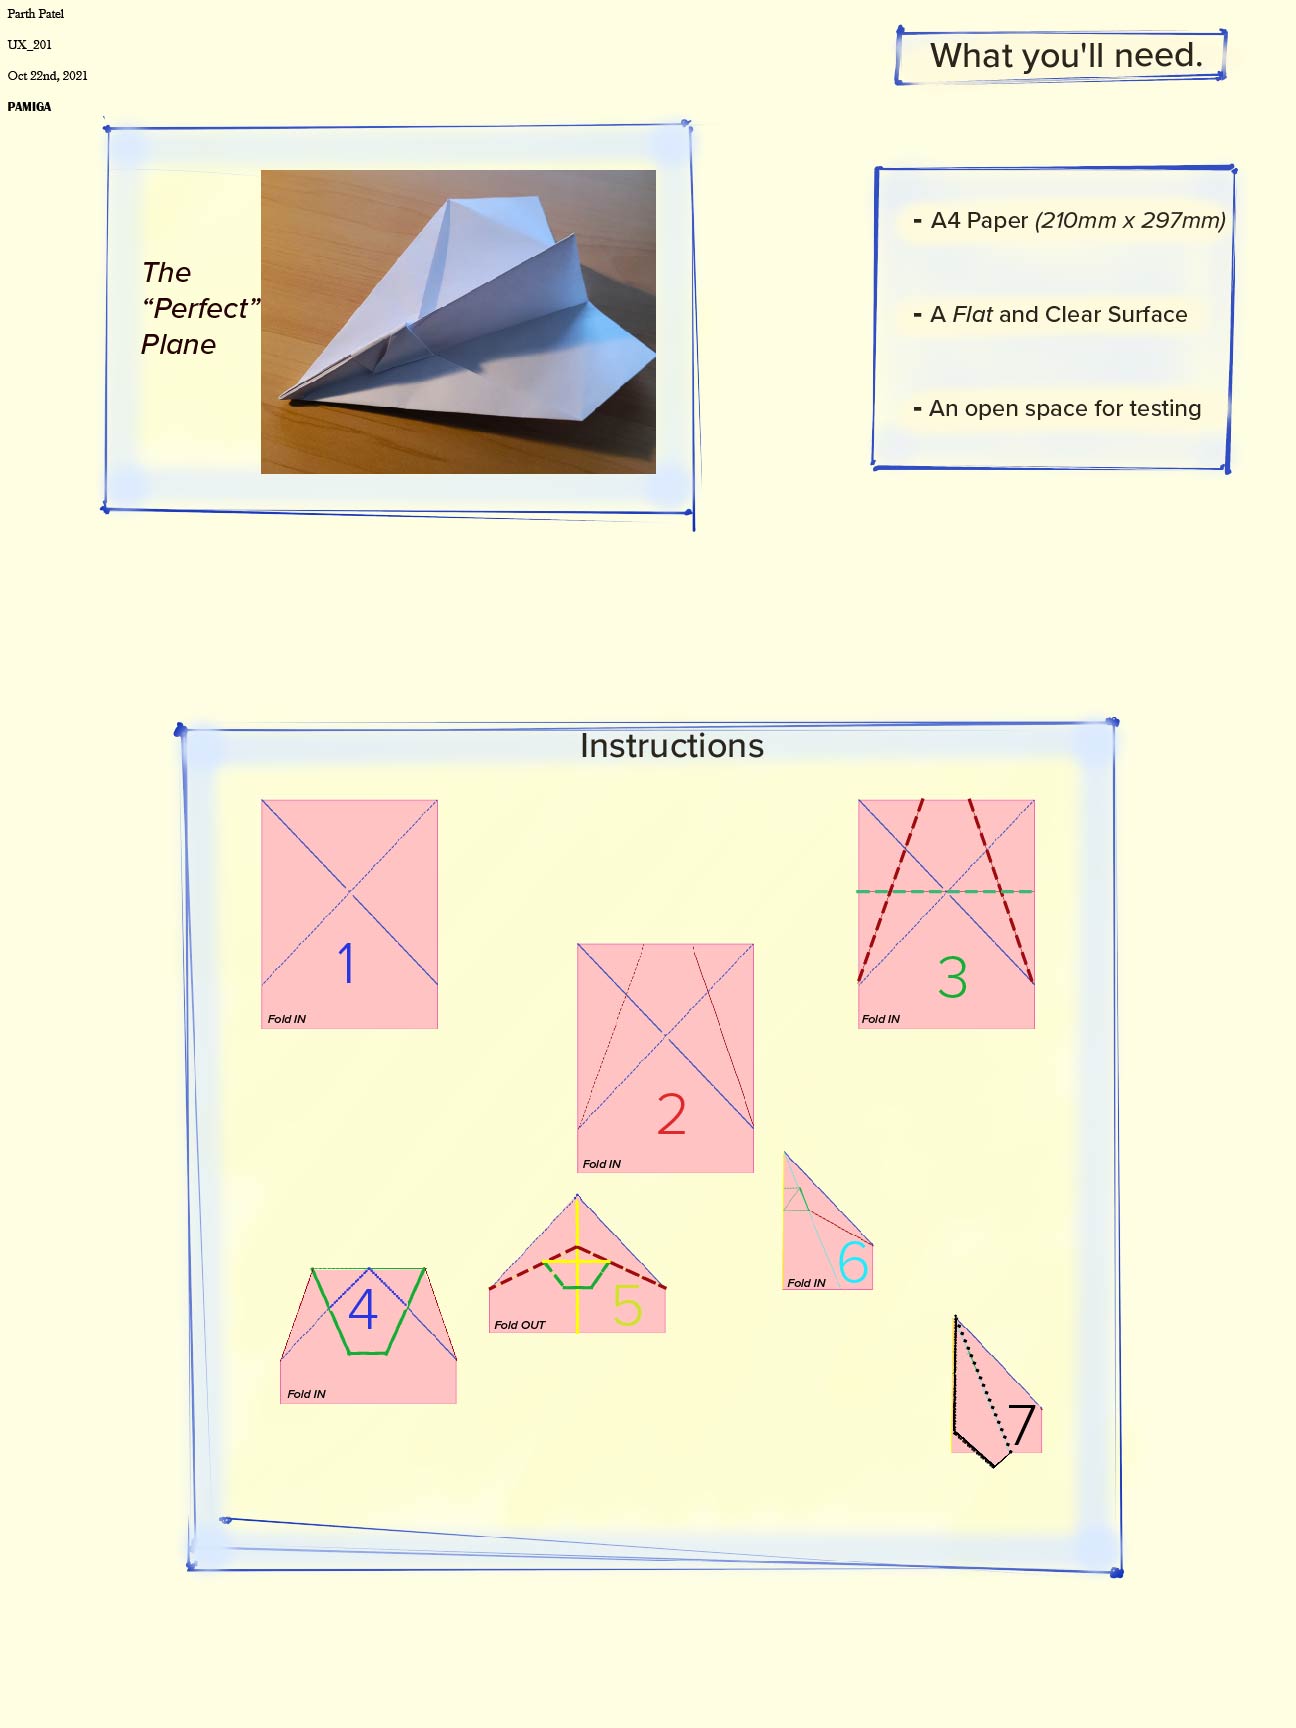 Parth Patel
UX_201
Oct 22nd, 2021
PAMIGA
What you'll need.
The
“Perfect”
Plane
- A4 Paper (210mm x 297mm)
- A Flat and Clear Surface
- An open space for testing
Instructions
1
Fold IN
2
Fold IN
3
Fold IN
4
Fold IN
5
Fold OUT
6
Fold IN
7